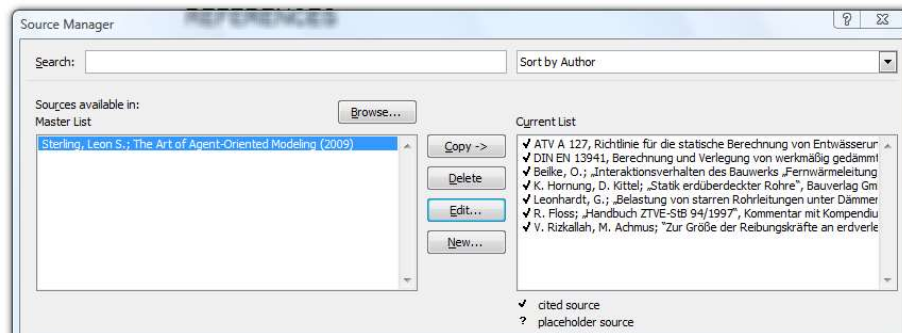 REFERENCES
Source Manager
Search:
Sort by Author
Sources available in:
Master List
Browse...
Current List
Sterling, Leon S.; The Art of Agent-Oriented Modeling (2009)
Copy ->
Delete
Edit...
New...
✓ ATV A 127, Richtlinie für die statische Berechnung von Entwässerur
✓ DIN EN 13941, Berechnung und Verlegung von werkmäßig gedämmt
✓ Beilke, O.; „Interaktionsverhalten des Bauwerks „Fernwärmeleitung
✓ K. Hornung, D. Kittel; „Statik erdüberdeckter Rohre", Bauverlag Gm
✓ Leonhardt, G.; „Belastung von starren Rohrleitungen unter Dämmer
✓ R. Floss; „Handbuch ZTVE-StB 94/1997", Kommentar mit Kompendiu
✓ V. Rizkallah, M. Achmus; "Zur Größe der Reibungskräfte an erdverle
✓ cited source
? placeholder source